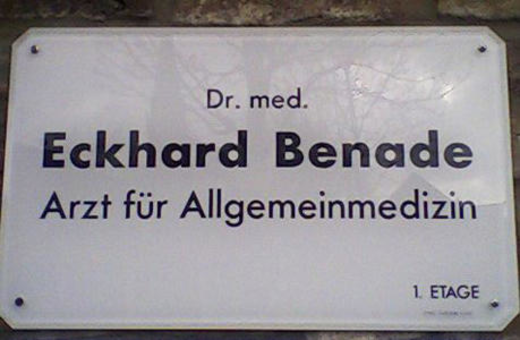 Dr. med.
Eckhard Benade
Arzt für Allgemeinmedizin
1. ETAGE